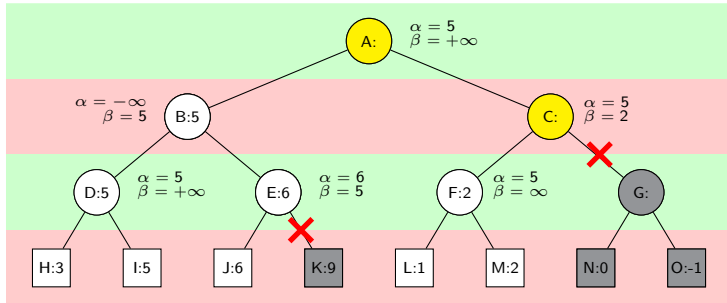 A:
α = 5
β = +∞
α = −∞
β = 5
B:5
C:
α = 5
β = 2
D:5
α = 5
β = +∞
E:6
α = 6
β = 5
F:2
α = 5
β = ∞
G:
H:3
I:5
J:6
K:9
L:1
M:2
N:0
O:-1